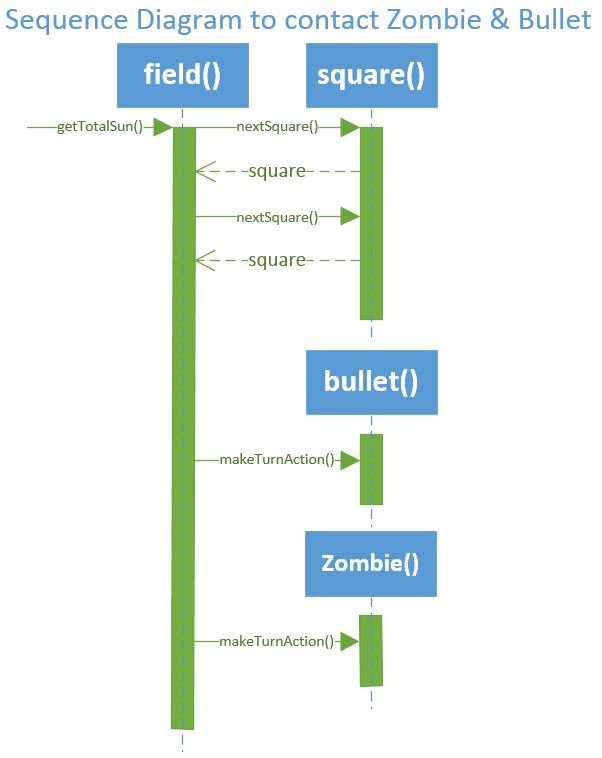 Sequence Diagram to contact Zombie & Bullet
field()
square()
getTotalSun()
nextSquare()
square
nextSquare()
square
bullet()
makeTurnAction()
Zombie()
makeTurnAction()